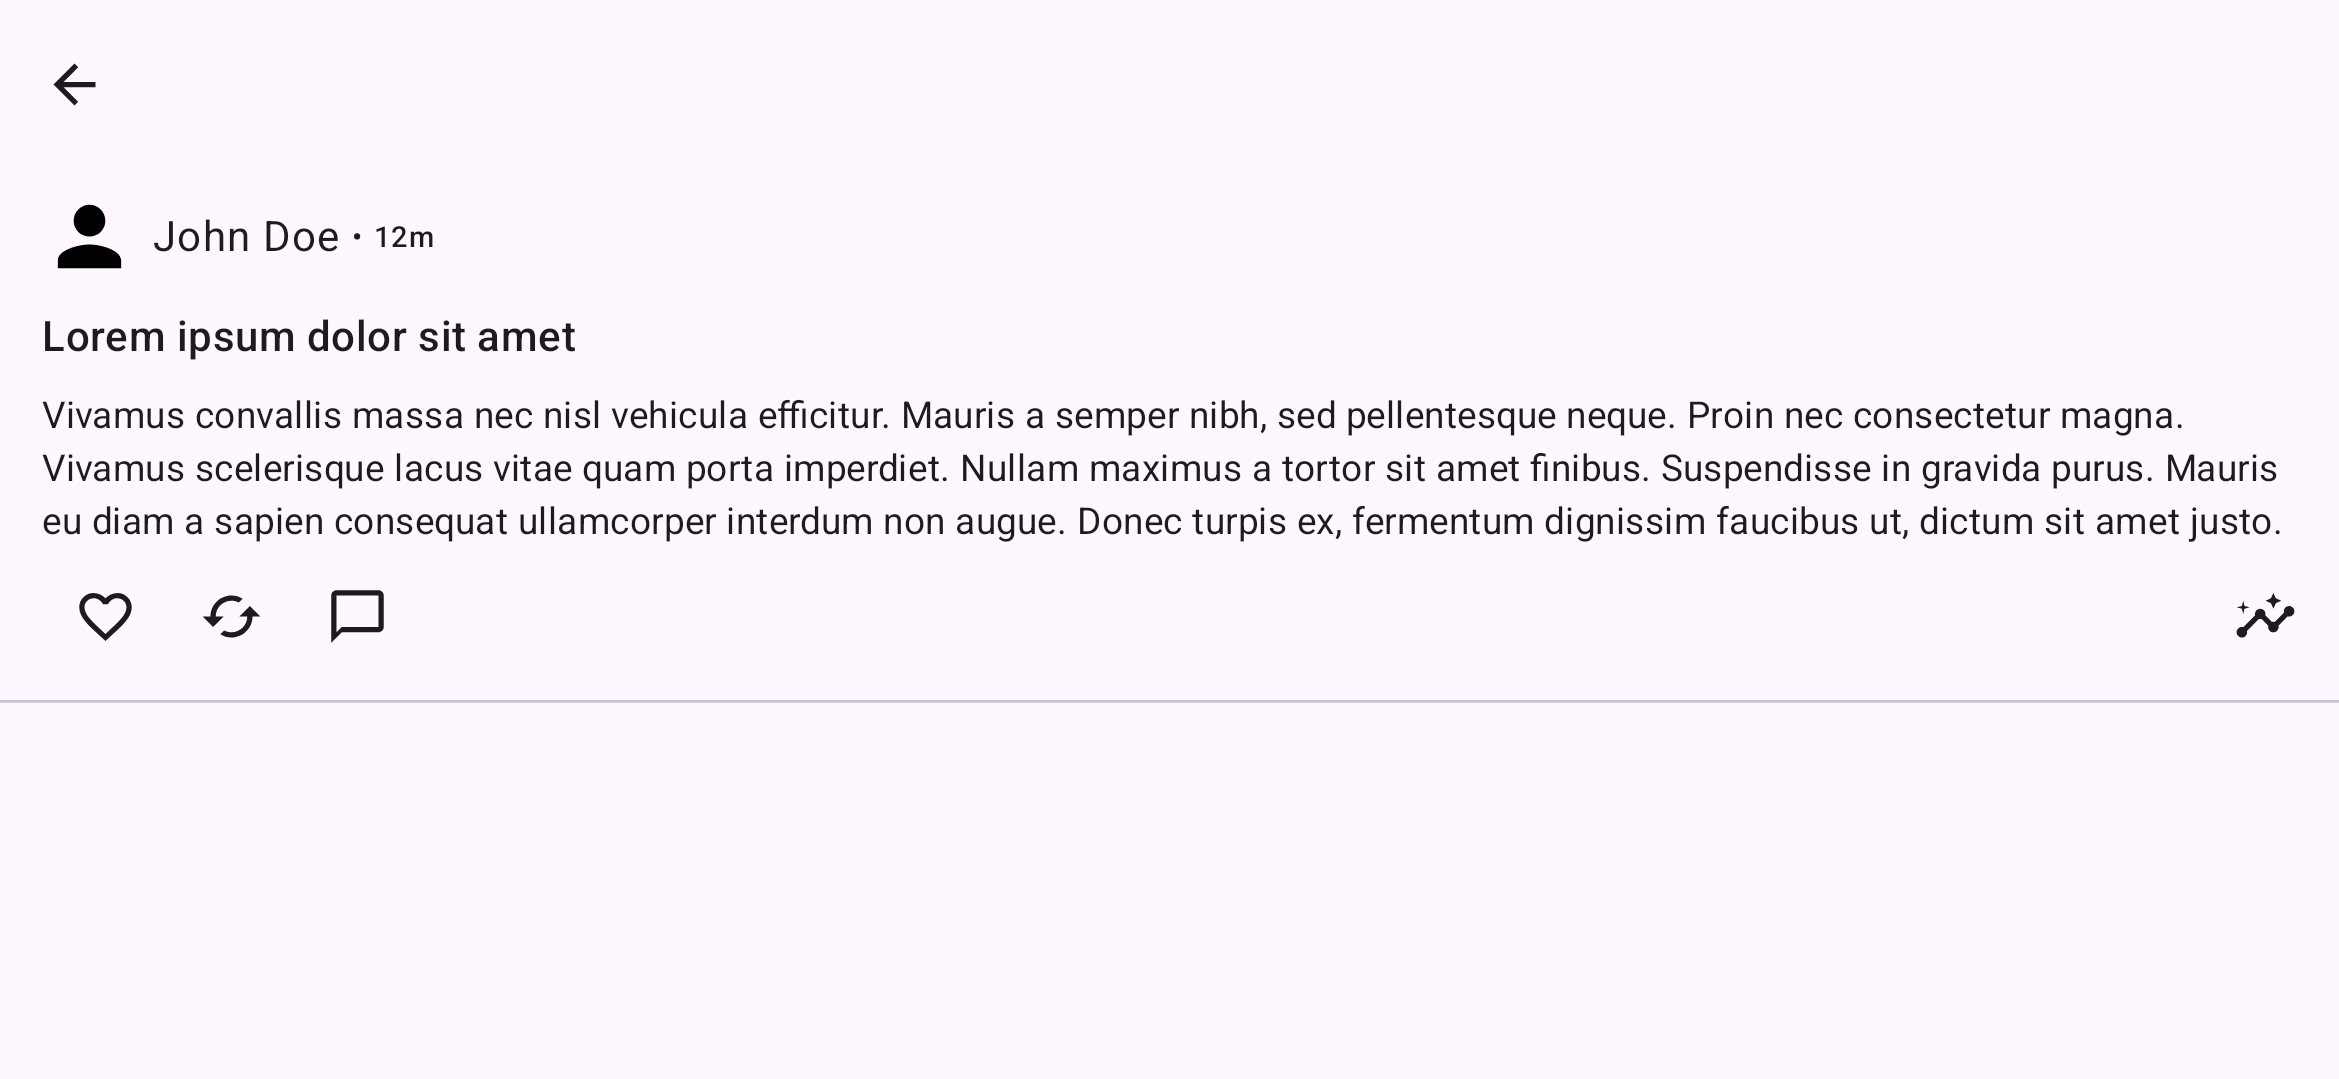 John Doe • 12m
Lorem ipsum dolor sit amet
Vivamus convallis massa nec nisl vehicula efficitur. Mauris a semper nibh, sed pellentesque neque. Proin nec consectetur magna.
Vivamus scelerisque lacus vitae quam porta imperdiet. Nullam maximus a tortor sit amet finibus. Suspendisse in gravida purus. Mauris
eu diam a sapien consequat ullamcorper interdum non augue. Donec turpis ex, fermentum dignissim faucibus ut, dictum sit amet justo.